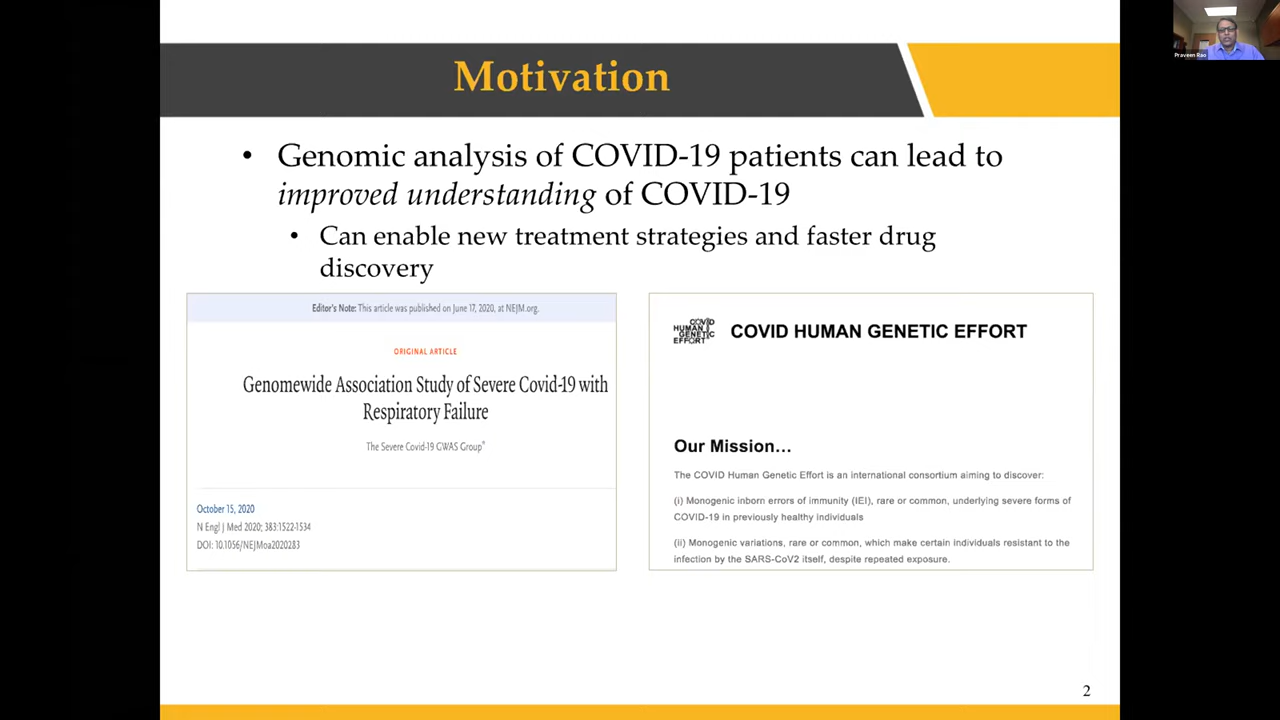 Motivation
• Genomic analysis of COVID-19 patients can lead to
improved understanding of COVID-19
• Can enable new treatment strategies and faster drug
discovery
Editor's Note: This article was published on June 17, 2020, at NEJM.org.
ORIGINAL ARTICLE
Genomewide Association Study of Severe Covid-19 with
Respiratory Failure
The Severe Covid-19 GWAS Group*
October 15, 2020
N Engl J Med 2020; 383:1522-1534
DOI: 10.1056/NEJMoa2020283
COVID
HUMAN
GENETIC
EFFORT
COVID HUMAN GENETIC EFFORT
Our Mission...
The COVID Human Genetic Effort is an international consortium aiming to discover:
(i) Monogenic inborn errors of immunity (IEI), rare or common, underlying severe forms of
COVID-19 in previously healthy individuals
(ii) Monogenic variations, rare or common, which make certain individuals resistant to the
infection by the SARS-CoV2 itself, despite repeated exposure.
2
Praveen Rao